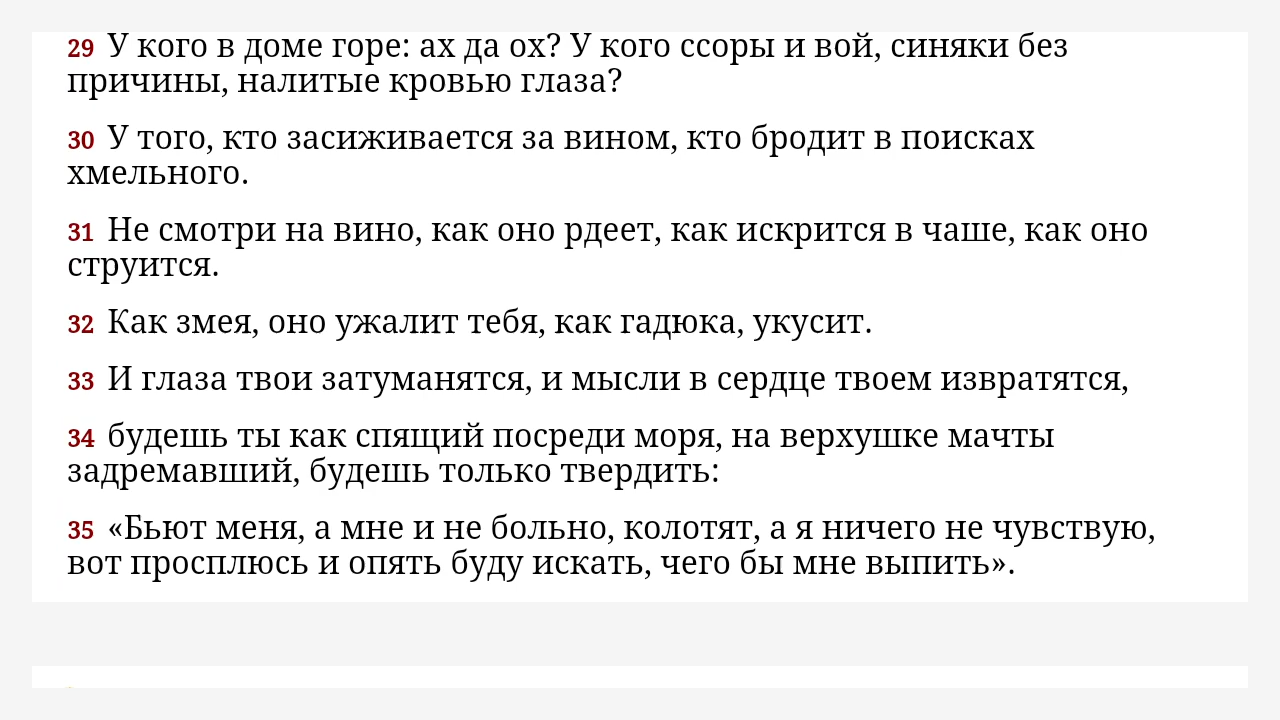 29 У кого в доме горе: ах да ох? У кого ссоры и вой, синяки без
причины, налитые кровью глаза?
30 У того, кто засиживается за вином, кто бродит в поисках
хмельного.
31 Не смотри на вино, как оно рдеет, как искрится в чаше, как оно
струится.
32 Как змея, оно ужалит тебя, как гадюка, укусит.
33 И глаза твои затуманятся, и мысли в сердце твоем извратятся,
34 будешь ты как спящий посреди моря, на верхушке мачты
задремавший, будешь только твердить:
35 «Бьют меня, а мне и не больно, колотят, а я ничего не чувствую,
вот просплюсь и опять буду искать, чего бы мне выпить».